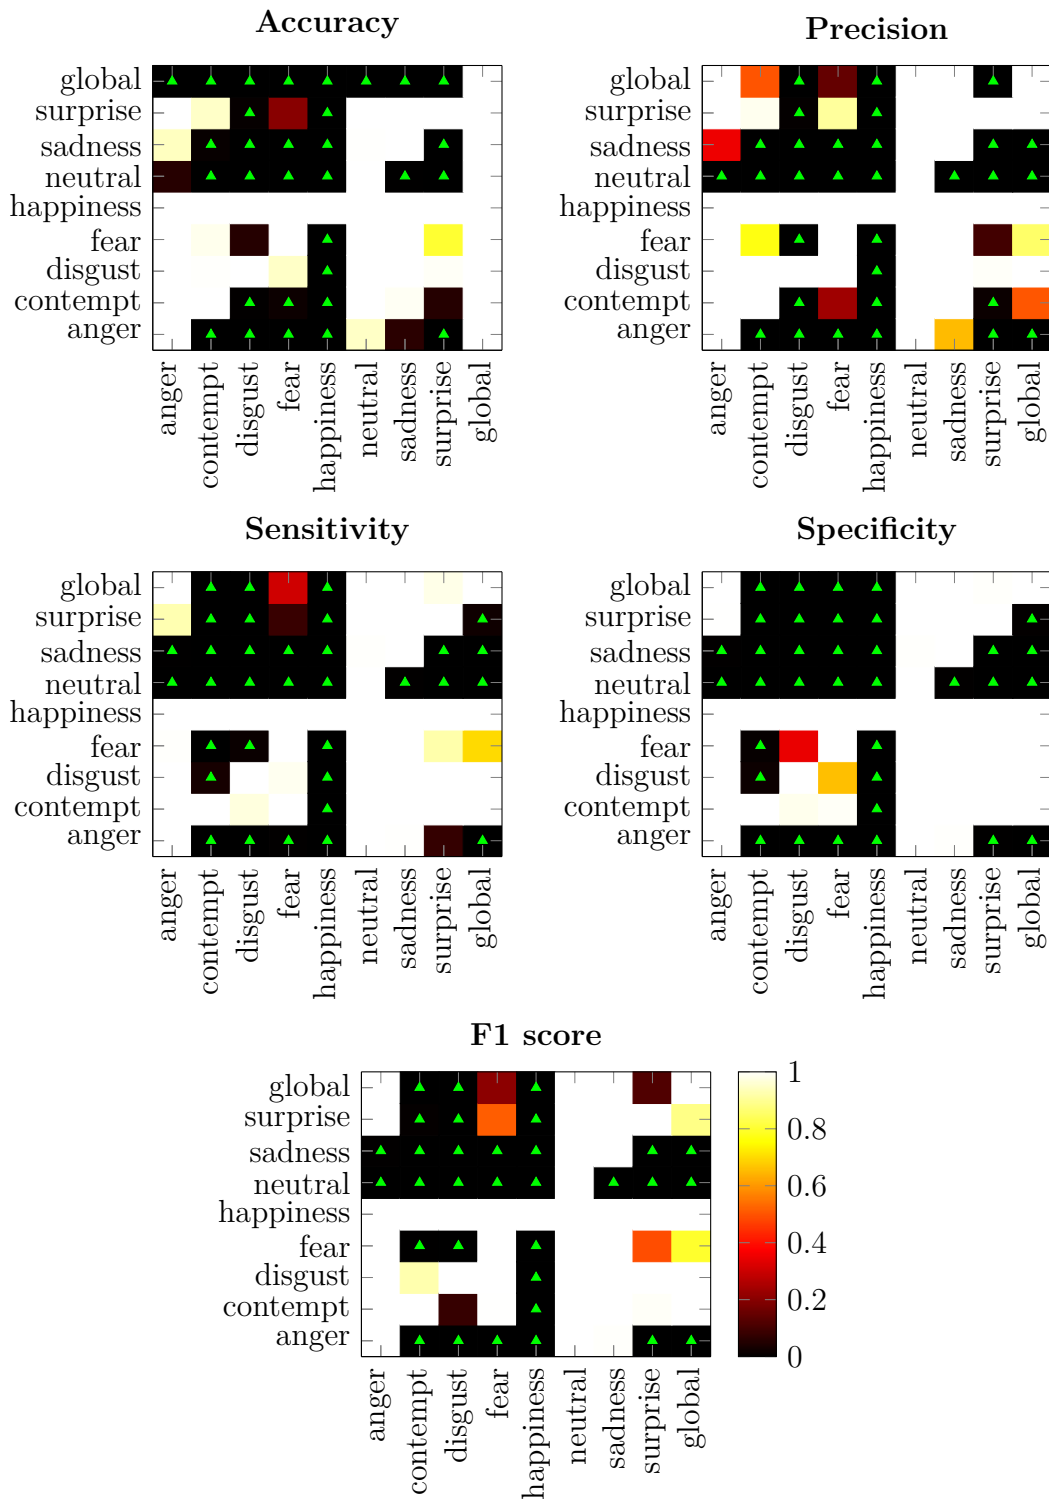 Accuracy
global
surprise
sadness
neutral
happiness
fear
disgust
contempt
anger
anger
contempt
disgust
fear
happiness
neutral
sadness
surprise
global
Precision
global
surprise
sadness
neutral
happiness
fear
disgust
contempt
anger
anger
contempt
disgust
fear
happiness
neutral
sadness
surprise
global
Sensitivity
global
surprise
sadness
neutral
happiness
fear
disgust
contempt
anger
anger
contempt
disgust
fear
happiness
neutral
sadness
surprise
global
Specificity
global
surprise
sadness
neutral
happiness
fear
disgust
contempt
anger
anger
contempt
disgust
fear
happiness
neutral
sadness
surprise
global
F1 score
global
surprise
sadness
neutral
happiness
fear
disgust
contempt
anger
anger
contempt
disgust
fear
happiness
neutral
sadness
surprise
global
1
0.8
0.6
0.4
0.2
0